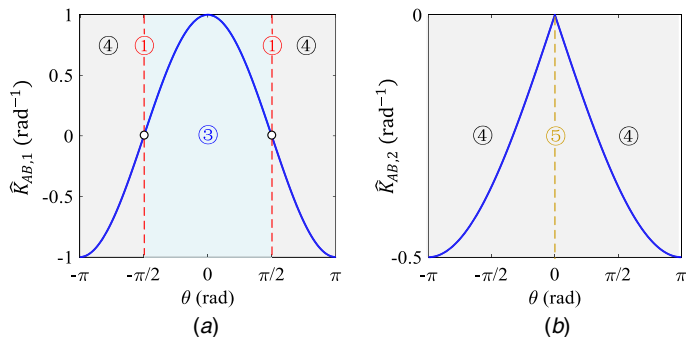 1
0.5
0
-0.5
-1
K̂_{AB,1} (rad⁻¹)
④ ① ① ④
③
-π -π/2 0 π/2 π
θ (rad)
(a)
0
-0.5
K̂_{AB,2} (rad⁻¹)
④ ⑤ ④
-π -π/2 0 π/2 π
θ (rad)
(b)